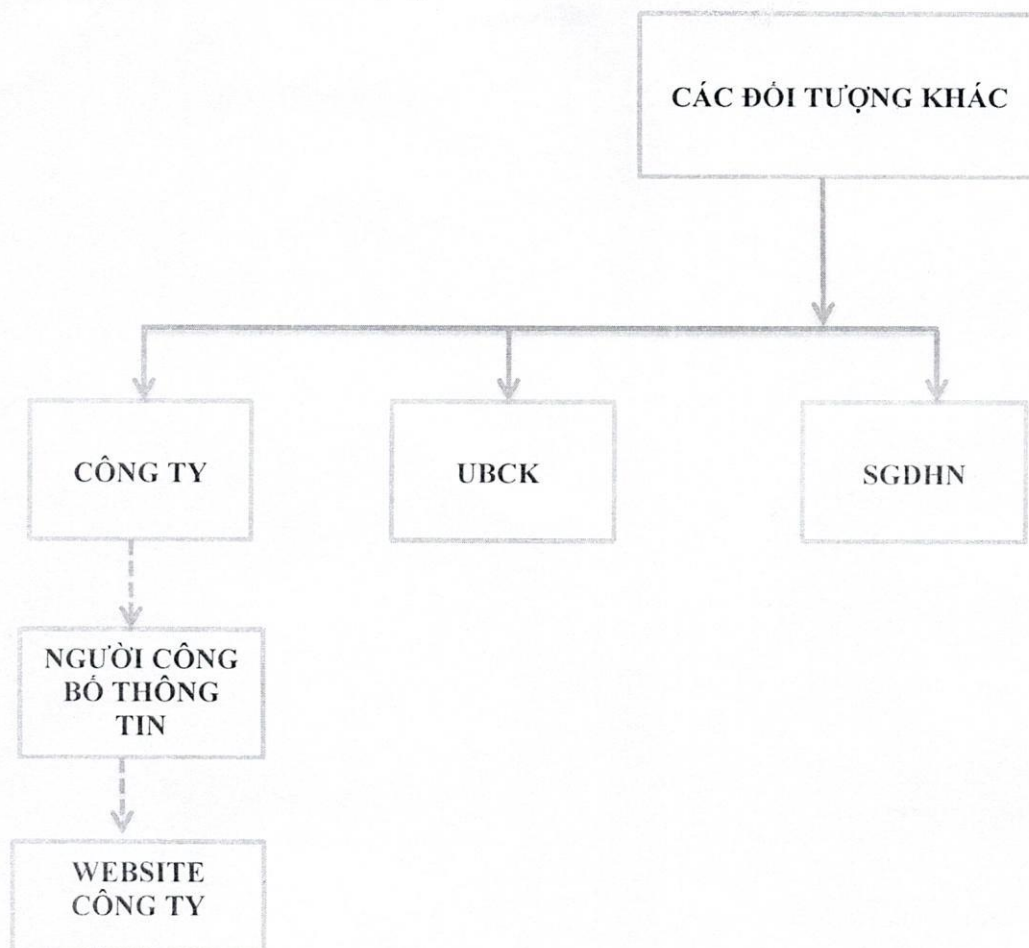 CÁC ĐỐI TƯỢNG KHÁC
CÔNG TY
UBCK
SGDHN
NGƯỜI CÔNG
BỐ THÔNG
TIN
WEBSITE
CÔNG TY